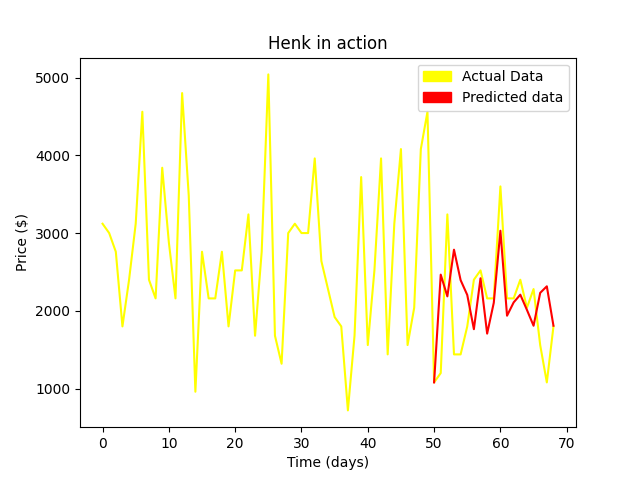 Henk in action
Actual Data
Predicted data
Price ($)
5000
4000
3000
2000
1000
0 10 20 30 40 50 60 70
Time (days)